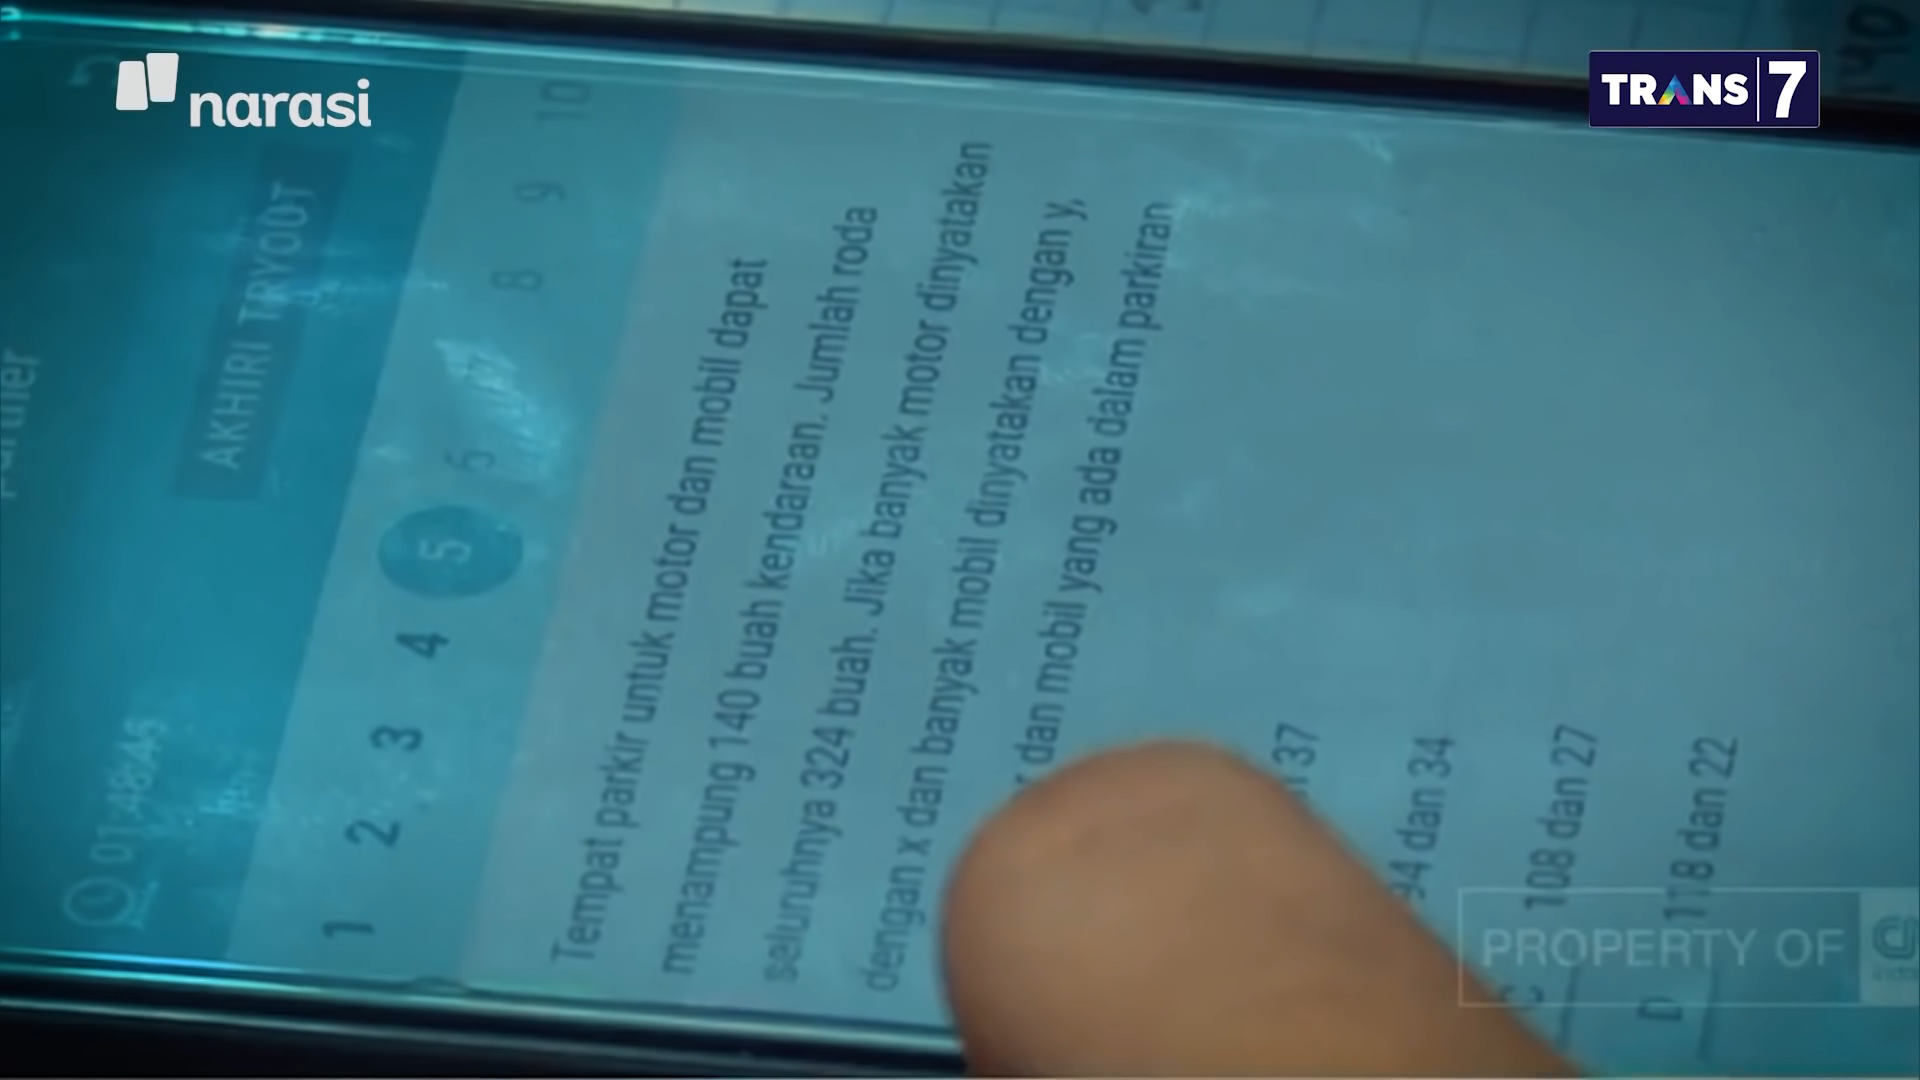 narasi
TRANS 7
01:48:45
AKHIRI TRYOUT
1 2 3 4 5 6 7 8 9 10
Tempat parkir untuk motor dan mobil dapat
menampung 140 buah kendaraan. Jumlah roda
seluruhnya 324 buah. Jika banyak motor dinyatakan
dengan x dan banyak mobil dinyatakan dengan y,
dan mobil yang ada dalam parkiran
37
94 dan 34
C 108 dan 27
D 118 dan 22
PROPERTY OF